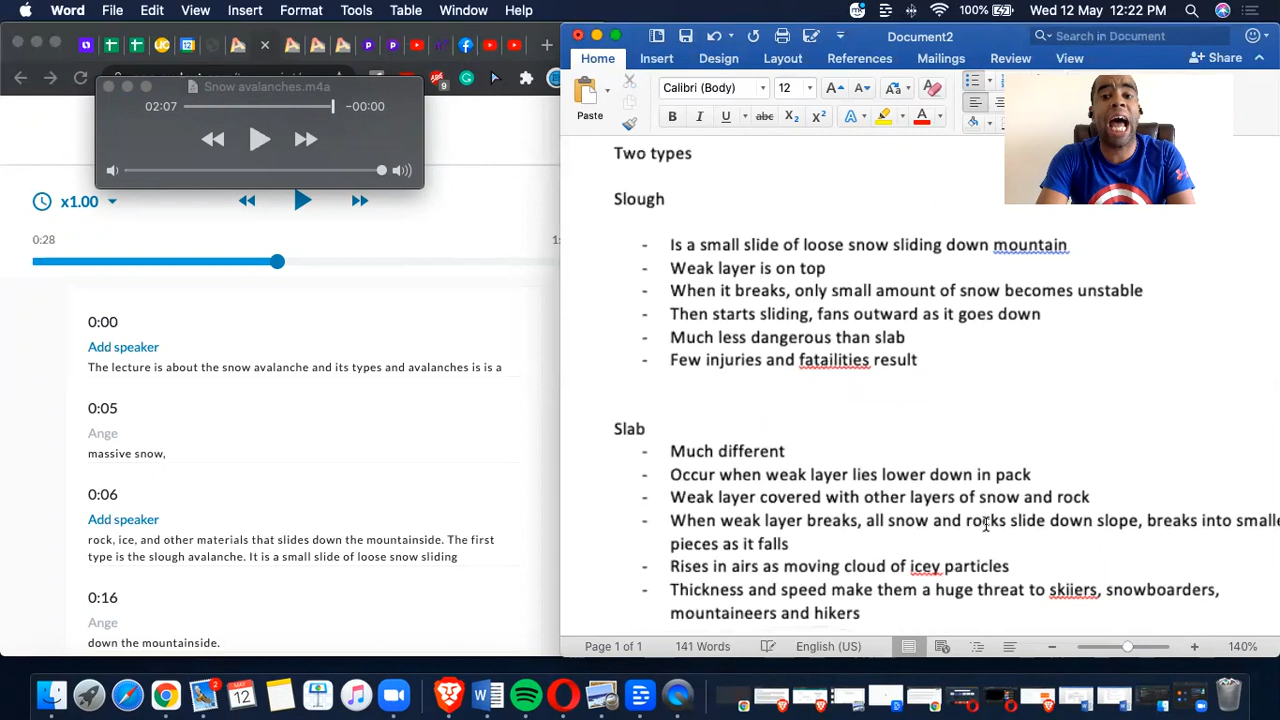 Word File Edit View Insert Format Tools Table Window Help 100% Wed 12 May 12:22 PM
Document2
Search in Document
Home Insert Design Layout References Mailings Review View Share
Snow avalanches.m4a
02:07 -00:00
Paste
Calibri (Body) 12
B I U abc X₂ X²
x1.00
0:28
1:
0:00
Add speaker
The lecture is about the snow avalanche and its types and avalanches is is a
0:05
Ange
massive snow,
0:06
Add speaker
rock, ice, and other materials that slides down the mountainside. The first
type is the slough avalanche. It is a small slide of loose snow sliding
0:16
Ange
down the mountainside.
Two types
Slough
- Is a small slide of loose snow sliding down mountain
- Weak layer is on top
- When it breaks, only small amount of snow becomes unstable
- Then starts sliding, fans outward as it goes down
- Much less dangerous than slab
- Few injuries and fatailities result
Slab
- Much different
- Occur when weak layer lies lower down in pack
- Weak layer covered with other layers of snow and rock
- When weak layer breaks, all snow and rocks slide down slope, breaks into smalle
pieces as it falls
- Rises in airs as moving cloud of icey particles
- Thickness and speed make them a huge threat to skiiers, snowboarders,
mountaineers and hikers
Page 1 of 1 141 Words English (US) 140%